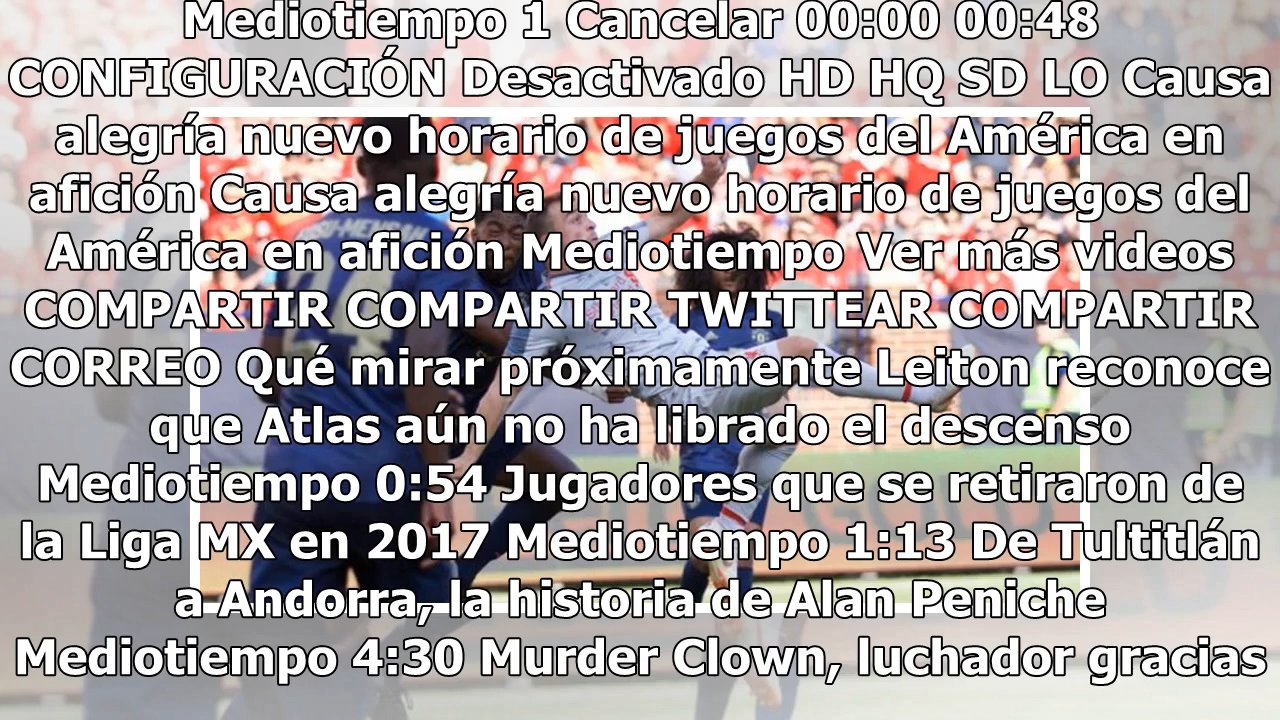 Mediotiempo 1 Cancelar 00:00 00:48
CONFIGURACIÓN Desactivado HD HQ SD LO Causa
alegría nuevo horario de juegos del América en
afición Causa alegría nuevo horario de juegos del
América en afición Mediotiempo Ver más videos
COMPARTIR COMPARTIR TWITTEAR COMPARTIR
CORREO Qué mirar próximamente Leiton reconoce
que Atlas aún no ha librado el descenso
Mediotiempo 0:54 Jugadores que se retiraron de
la Liga MX en 2017 Mediotiempo 1:13 De Tultitlán
a Andorra, la historia de Alan Peniche
Mediotiempo 4:30 Murder Clown, luchador gracias